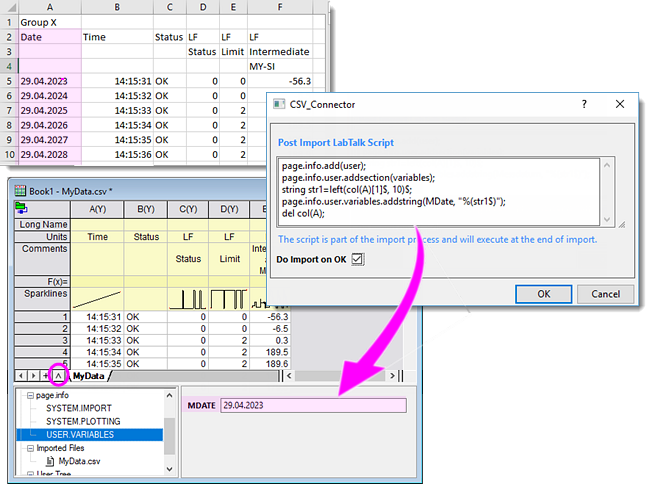 A B C D E F
1 Group X
2 Date Time Status LF LF LF
3 Status Limit Intermediate
4 MY-SI
5 29.04.2023 14:15:31 OK 0 0 -56.3
6 29.04.2024 14:15:32 OK 0 0
7 29.04.2025 14:15:33 OK 0 2
8 29.04.2026 14:15:34 OK 0 2
9 29.04.2027 14:15:35 OK 0 2
10 29.04.2028 14:15:36 OK 0 2
CSV_Connector ? ×
Post Import LabTalk Script
page.info.add(user);
page.info.user.addsection(variables);
string str1=left(col(A)[1]$, 10)$;
page.info.user.variables.addstring(MDate, "%(str1$)");
del col(A);
The script is part of the import process and will execute at the end of import.
Do Import on OK
OK Cancel
Book1 - MyData.csv *
A(Y) B(Y) C(Y) D(Y)
Long Name
Units Time Status LF LF
Comments Status Limit
F(x)=
Sparklines
1 14:15:31 OK 0 0 -56.3
2 14:15:32 OK 0 0 -6.5
3 14:15:33 OK 0 2 0.3
4 14:15:34 OK 0 2 189.5
5 14:15:35 OK 0 2 189.6
MyData
page.info
SYSTEM.IMPORT
SYSTEM.PLOTTING
USER.VARIABLES
Imported Files
MyData.csv
User Tree
MDATE 29.04.2023